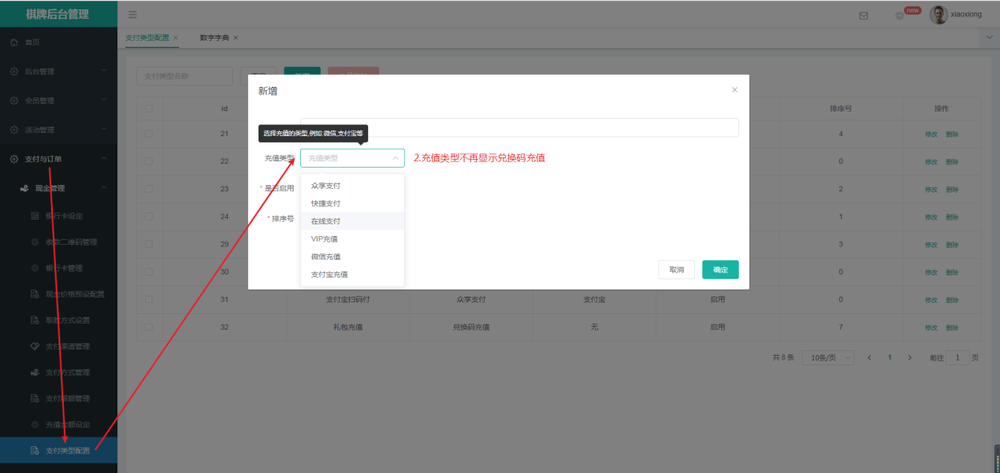 棋牌后台管理
new
xiaoxiong
支付类型配置 ×
数字字典 ×
首页
后台管理
会员管理
活动管理
支付与订单
现金管理
银行卡设定
收款二维码管理
银行卡管理
现金价格预设配置
取款方式设置
支付渠道管理
支付方式管理
支付限额管理
充值金额设定
支付类型配置
支付类型名称
新增
选择充值的类型,例如:微信,支付宝等
充值类型
充值类型
2.充值类型不再显示兑换码充值
* 是否启用
* 排序号
众享支付
快捷支付
在线支付
VIP充值
微信充值
支付宝充值
取消
确定
id
排序号
操作
21
4
修改 删除
22
0
修改 删除
23
2
修改 删除
24
1
修改 删除
29
3
修改 删除
30
0
修改 删除
31
支付宝扫码付
众享支付
支付宝
启用
0
修改 删除
32
礼包充值
兑换码充值
无
启用
7
修改 删除
共 8 条
10条/页
1
前往 1 页